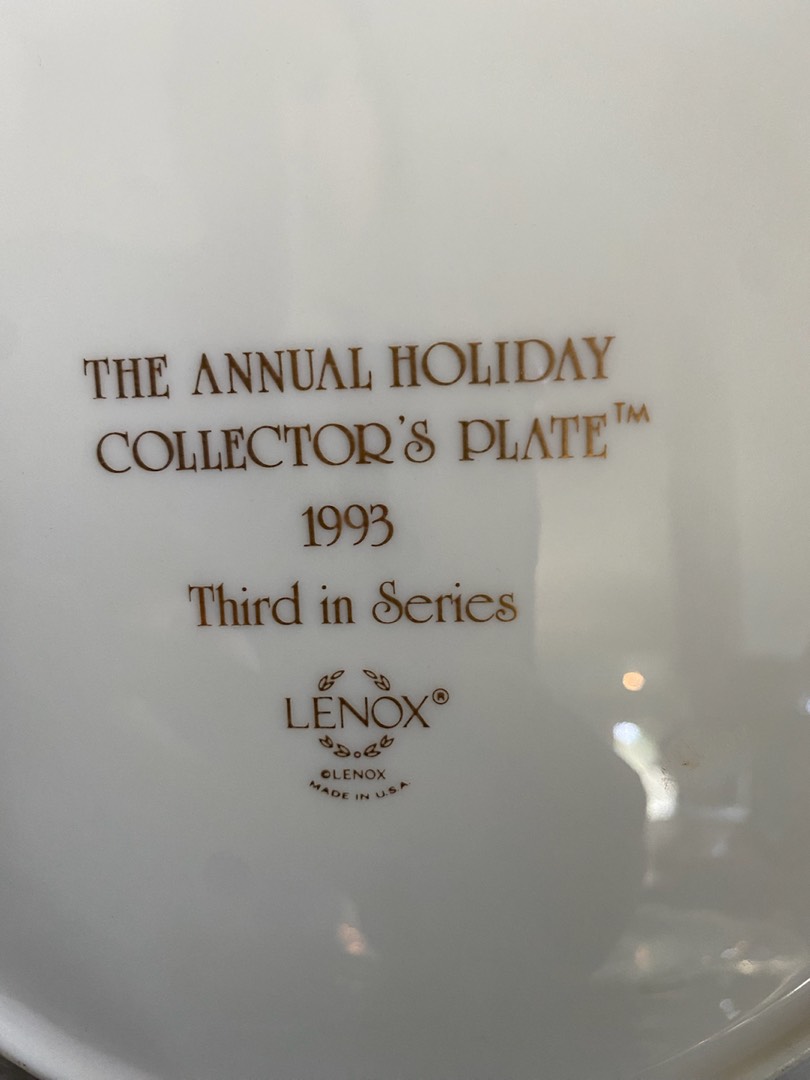 THE ANNUAL HOLIDAY
COLLECTOR'S PLATE™
1993
Third in Series
LENOX®
©LENOX
MADE IN U.S.A.